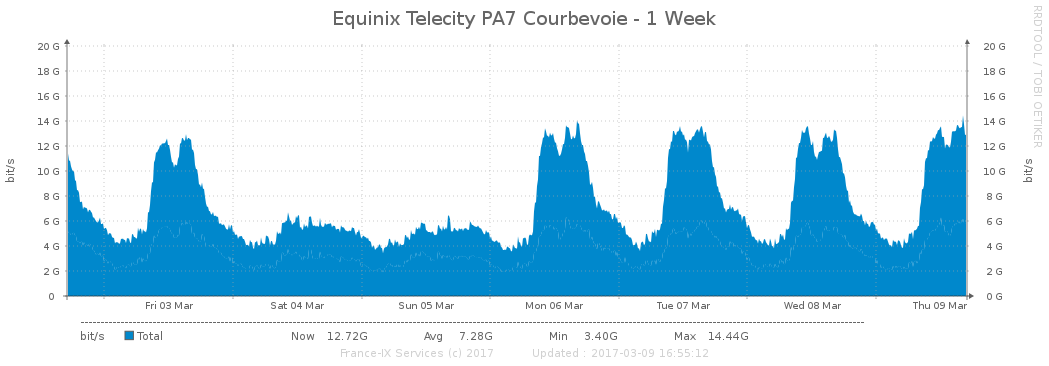 Equinix Telecity PA7 Courbevoie - 1 Week
RRDTOOL / TOBI OETIKER
20 G 20 G
18 G 18 G
16 G 16 G
14 G 14 G
12 G 12 G
10 G 10 G
bit/s bit/s
8 G 8 G
6 G 6 G
4 G 4 G
2 G 2 G
0 0 G
Fri 03 Mar Sat 04 Mar Sun 05 Mar Mon 06 Mar Tue 07 Mar Wed 08 Mar Thu 09 Mar
bit/s Total Now 12.72G Avg 7.28G Min 3.40G Max 14.44G
France-IX Services (c) 2017 Updated : 2017-03-09 16:55:12